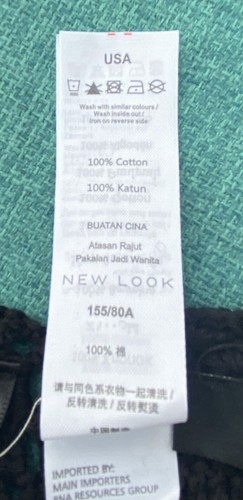 USA
Wash with similar colours /
Wash inside out /
Iron on reverse side
100% Cotton
100% Katun
BUATAN CINA
Atasan Rajut
Pakaian Jadi Wanita
NEW LOOK
155/80A
100% 棉
请与同色系衣物一起清洗 /
反转清洗 / 反转熨烫
IMPORTED BY:
MAIN IMPORTERS
RNA RESOURCES GROUP